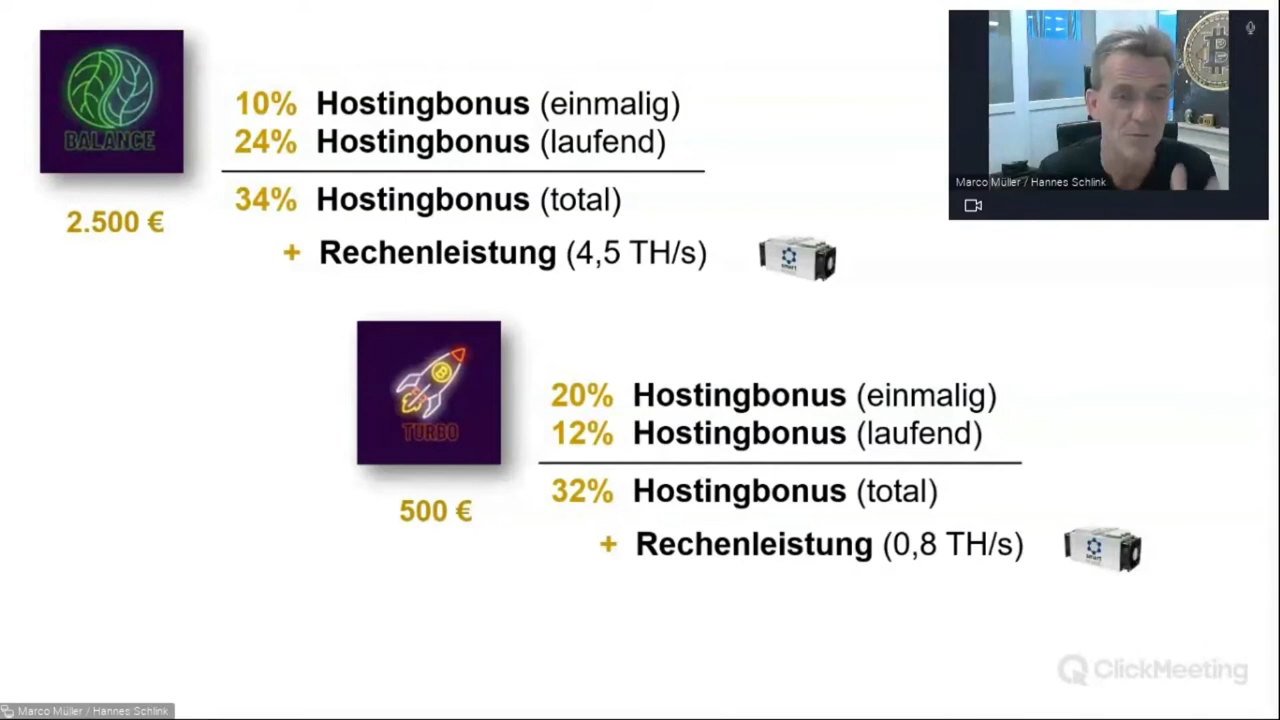 BALANCE
10% Hostingbonus (einmalig)
24% Hostingbonus (laufend)
34% Hostingbonus (total)
2.500 €
+ Rechenleistung (4,5 TH/s)
Marco Müller / Hannes Schlink
TURBO
20% Hostingbonus (einmalig)
12% Hostingbonus (laufend)
32% Hostingbonus (total)
500 €
+ Rechenleistung (0,8 TH/s)
ClickMeeting
Marco Müller / Hannes Schlink